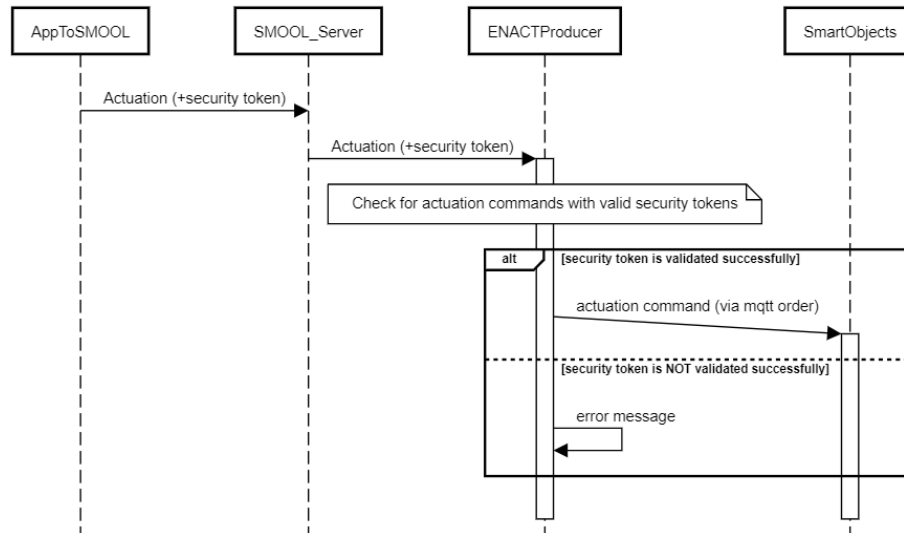 AppToSMOOL
SMOOL_Server
ENACTProducer
SmartObjects
Actuation (+security token)
Actuation (+security token)
Check for actuation commands with valid security tokens
alt
[security token is validated successfully]
actuation command (via mqtt order)
[security token is NOT validated successfully]
error message